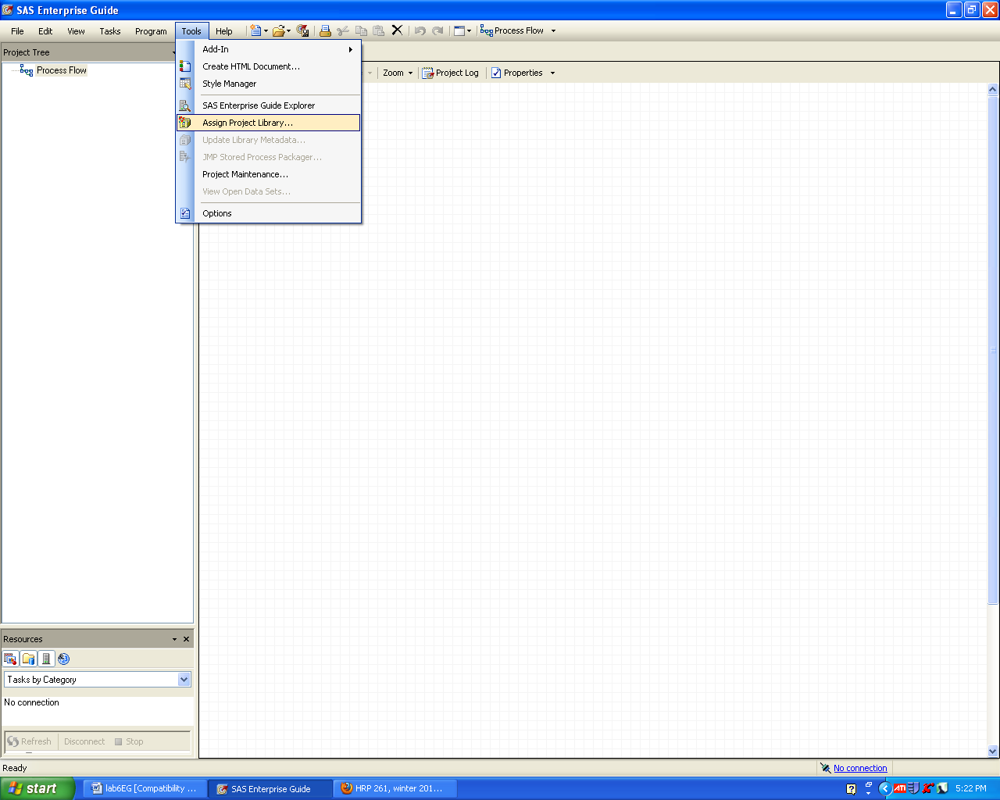 SAS Enterprise Guide
File Edit View Tasks Program Tools Help Process Flow
Project Tree
Process Flow
Add-In
Create HTML Document...
Style Manager
SAS Enterprise Guide Explorer
Assign Project Library...
Update Library Metadata...
JMP Stored Process Packager...
Project Maintenance...
View Open Data Sets...
Options
Zoom Project Log Properties
Resources
Tasks by Category
No connection
Refresh Disconnect Stop
Ready No connection
start lab6EG [Compatibility ... SAS Enterprise Guide HRP 261, winter 201... ATI 5:22 PM